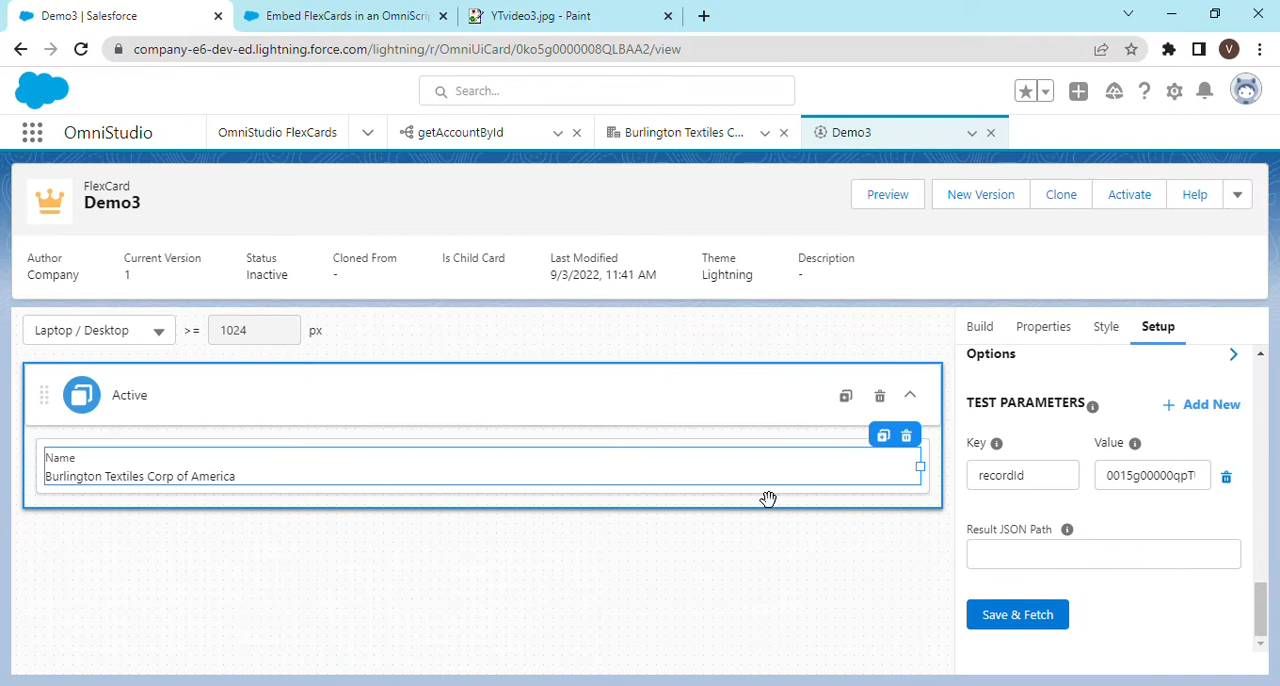 Demo3 | Salesforce
Embed FlexCards in an OmniScrip
YTvideo3.jpg - Paint
company-e6-dev-ed.lightning.force.com/lightning/r/OmniUiCard/0ko5g0000008QLBAA2/view
V
Search...
OmniStudio
OmniStudio FlexCards
getAccountById
Burlington Textiles C...
Demo3
FlexCard
Demo3
Preview
New Version
Clone
Activate
Help
Author
Current Version
Status
Cloned From
Is Child Card
Last Modified
Theme
Description
Company
1
Inactive
-
9/3/2022, 11:41 AM
Lightning
-
Laptop / Desktop
>=
1024
px
Build
Properties
Style
Setup
Options
Active
TEST PARAMETERS
+ Add New
Key
Value
Name
Burlington Textiles Corp of America
recordId
0015g00000qpT
Result JSON Path
Save & Fetch